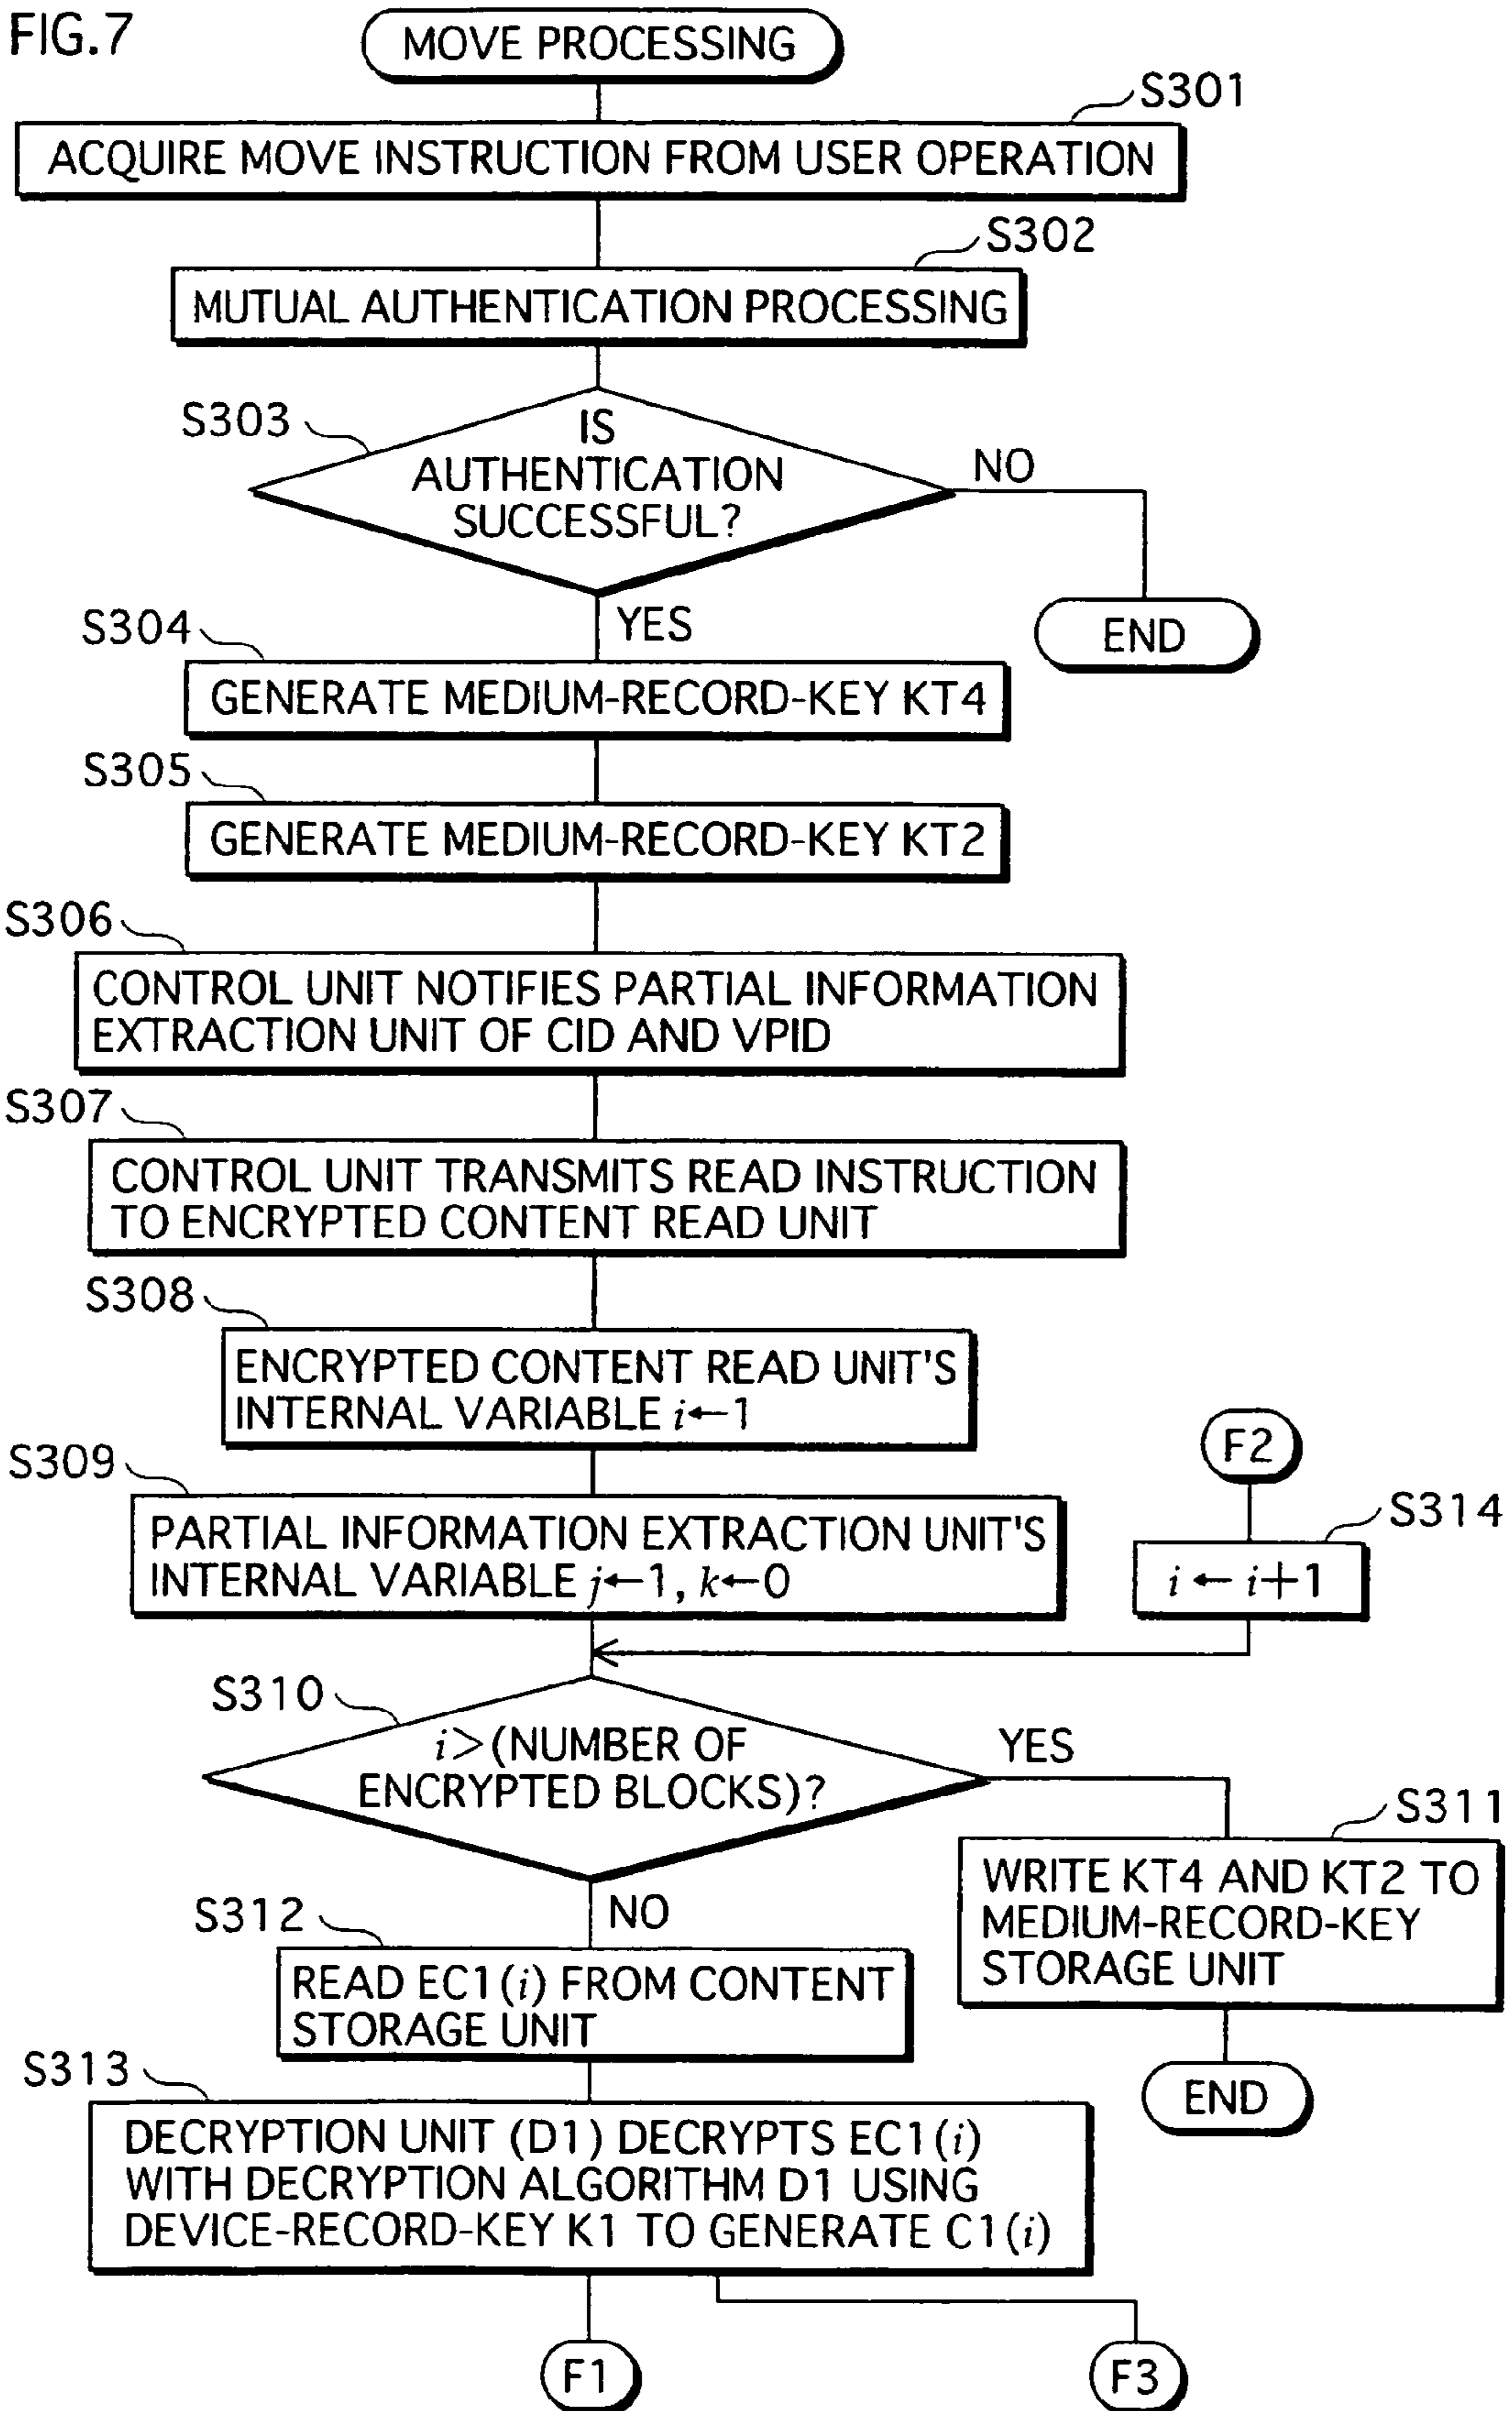 FIG.7
MOVE PROCESSING
S301
ACQUIRE MOVE INSTRUCTION FROM USER OPERATION
S302
MUTUAL AUTHENTICATION PROCESSING
S303
IS
AUTHENTICATION
SUCCESSFUL?
NO
END
YES
S304
GENERATE MEDIUM-RECORD-KEY KT4
S305
GENERATE MEDIUM-RECORD-KEY KT2
S306
CONTROL UNIT NOTIFIES PARTIAL INFORMATION
EXTRACTION UNIT OF CID AND VPID
S307
CONTROL UNIT TRANSMITS READ INSTRUCTION
TO ENCRYPTED CONTENT READ UNIT
S308
ENCRYPTED CONTENT READ UNIT'S
INTERNAL VARIABLE i←1
S309
PARTIAL INFORMATION EXTRACTION UNIT'S
INTERNAL VARIABLE j←1, k←0
F2
S314
i ← i+1
S310
i>(NUMBER OF
ENCRYPTED BLOCKS)?
YES
S311
WRITE KT4 AND KT2 TO
MEDIUM-RECORD-KEY
STORAGE UNIT
END
NO
S312
READ EC1(i) FROM CONTENT
STORAGE UNIT
S313
DECRYPTION UNIT (D1) DECRYPTS EC1(i)
WITH DECRYPTION ALGORITHM D1 USING
DEVICE-RECORD-KEY K1 TO GENERATE C1(i)
F1
F3